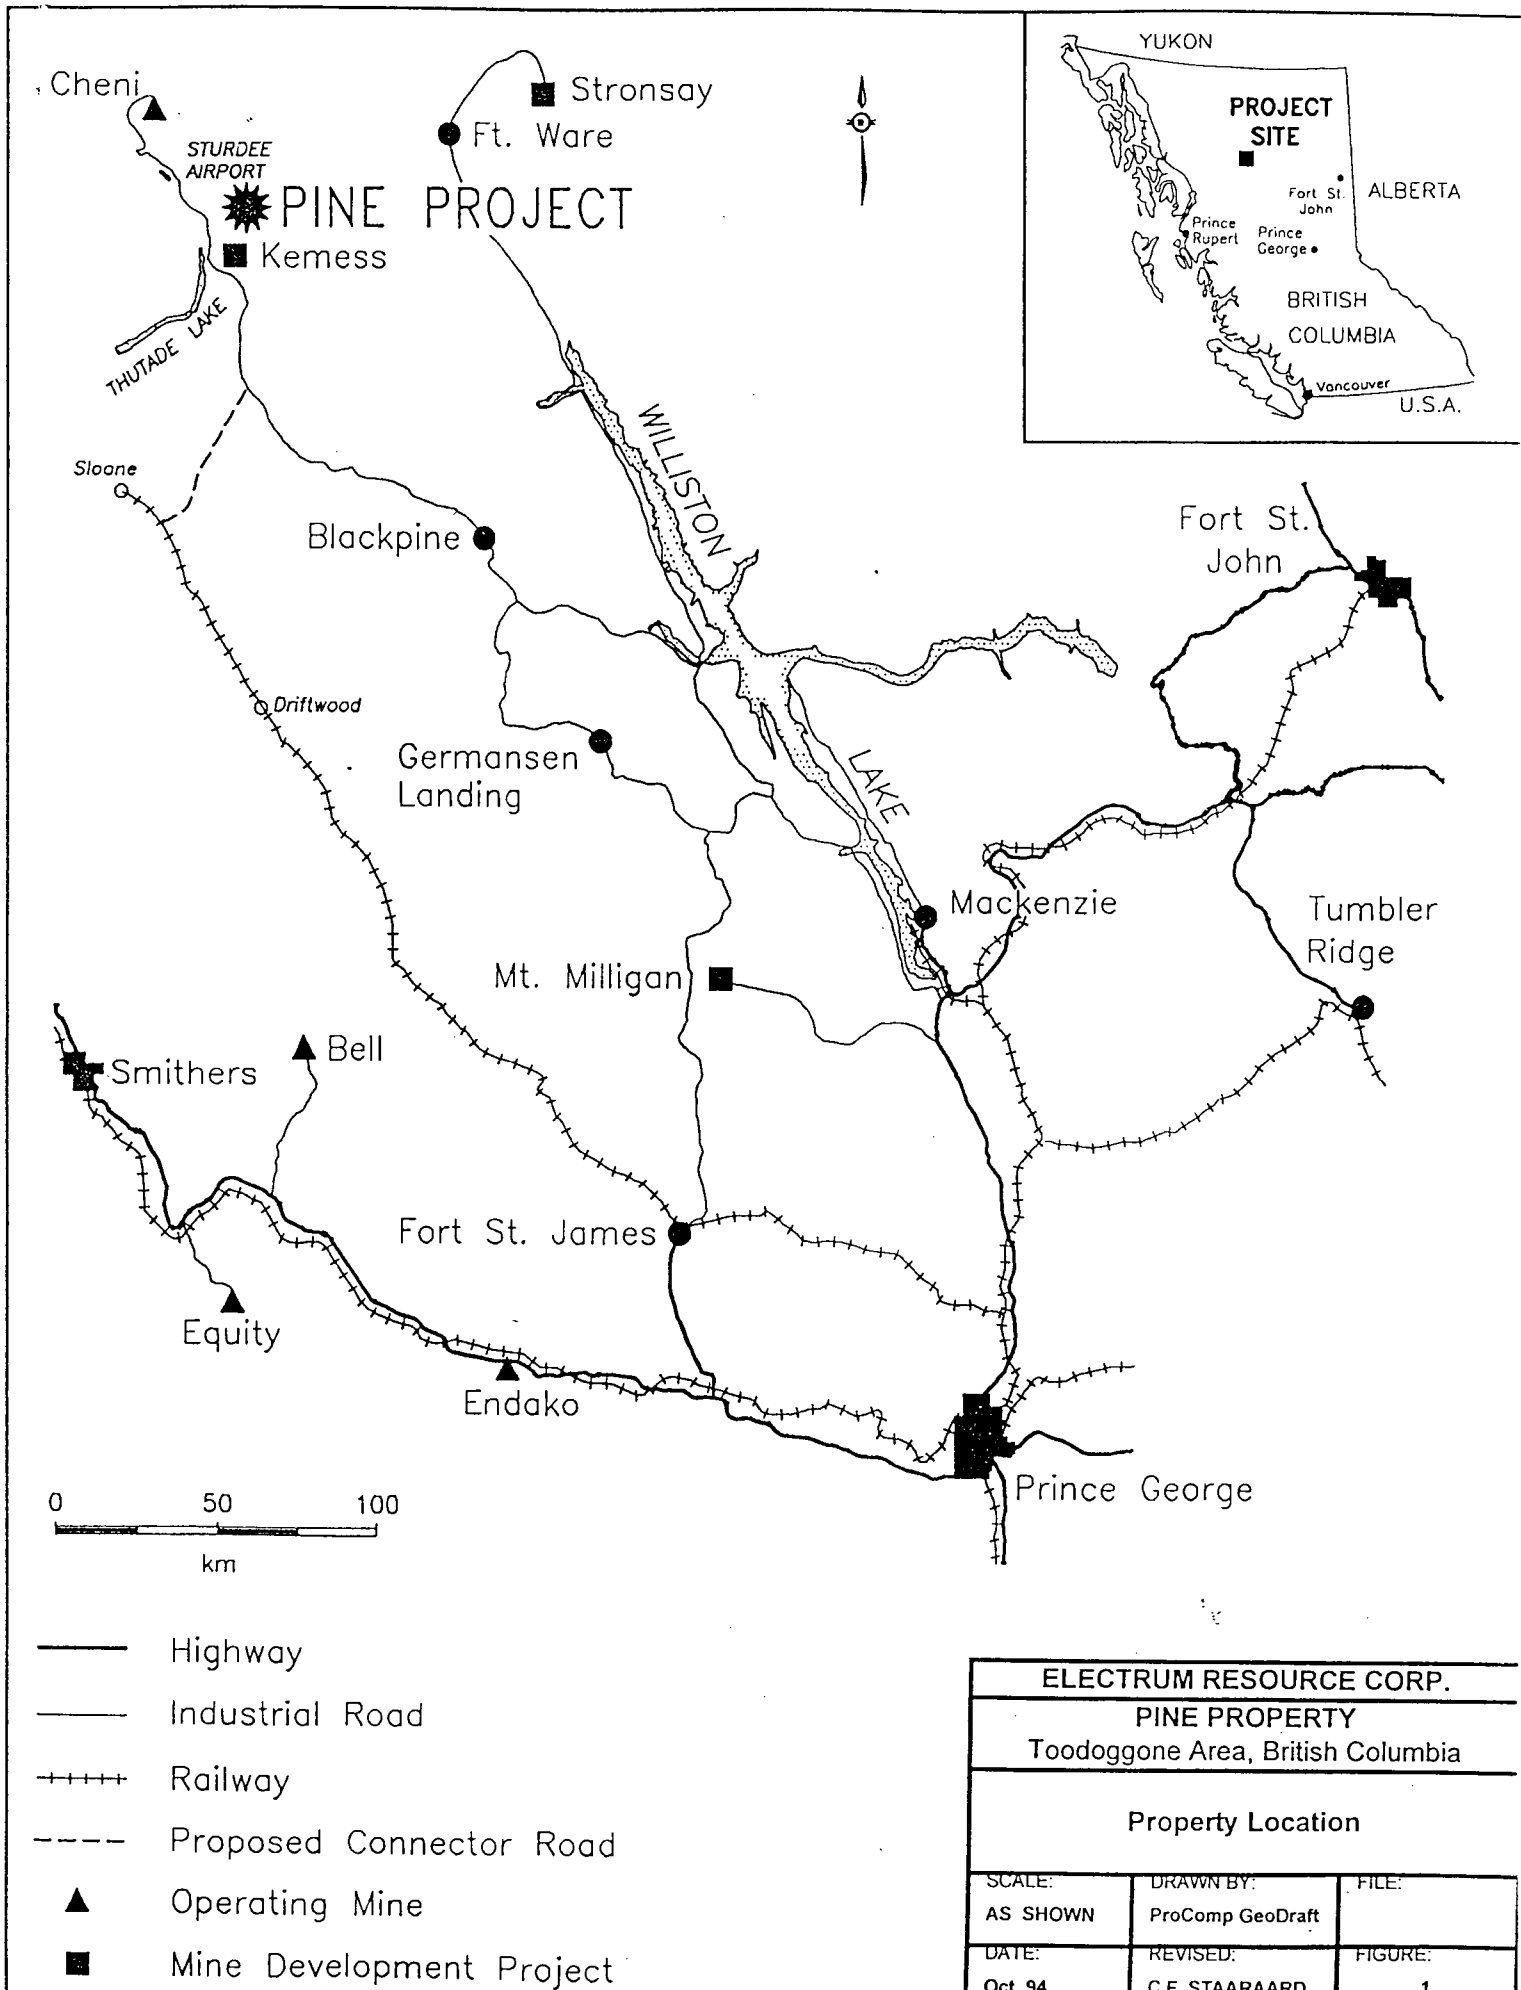 Cheni
STURDEE
AIRPORT
PINE PROJECT
Kemess
THUTADE LAKE
Stronsay
Ft. Ware
YUKON
PROJECT
SITE
Fort St.
John
ALBERTA
Prince
Rupert
Prince
George
BRITISH
COLUMBIA
Vancouver
U.S.A.
WILLISTON
LAKE
Sloane
Blackpine
Fort St.
John
Driftwood
Germansen
Landing
Mackenzie
Tumbler
Ridge
Mt. Milligan
Bell
Smithers
Fort St. James
Equity
Endako
Prince George
0 50 100
km
Highway
Industrial Road
Railway
Proposed Connector Road
Operating Mine
Mine Development Project
ELECTRUM RESOURCE CORP.
PINE PROPERTY
Toodoggone Area, British Columbia
Property Location
SCALE:
AS SHOWN
DRAWN BY:
ProComp GeoDraft
FILE:
DATE:
Oct. 94
REVISED:
C.F. STAARAARD
FIGURE:
1